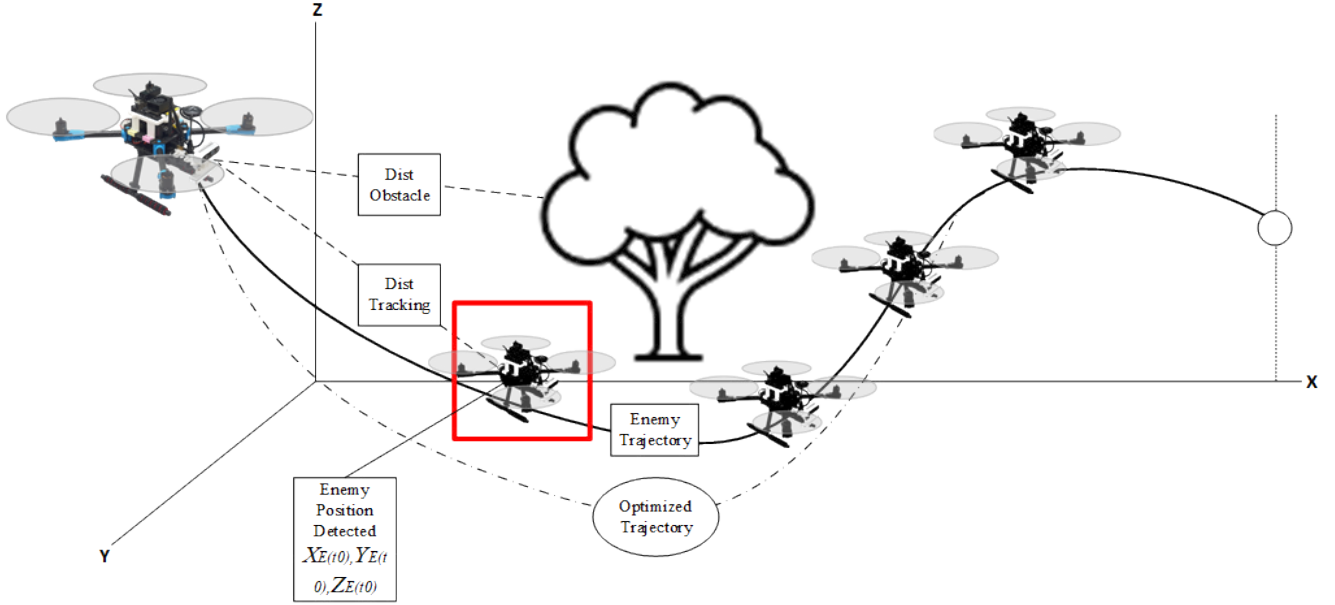 Z
Dist
Obstacle
Dist
Tracking
X
Enemy
Trajectory
Enemy
Position
Detected
XE(t0),YE(t
0),ZE(t0)
Optimized
Trajectory
Y